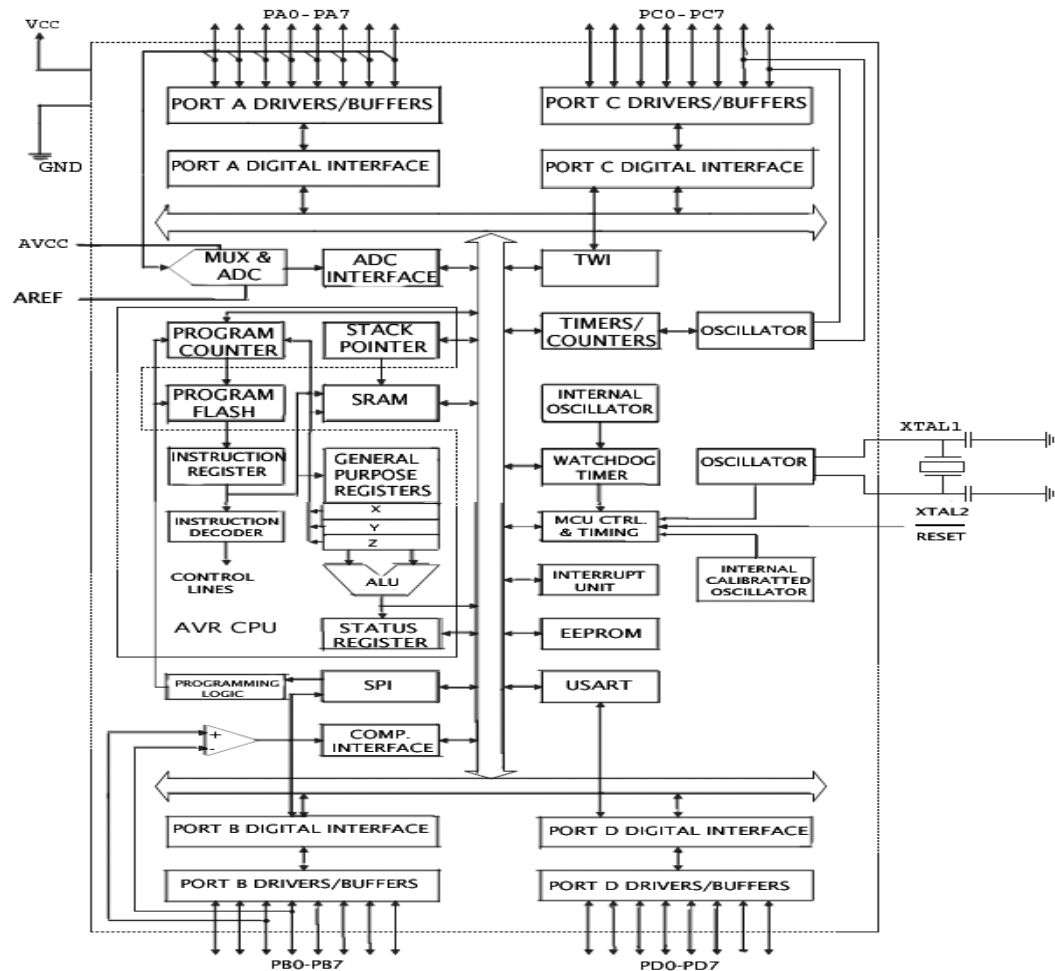 VCC
PA0-PA7
PC0-PC7
PORT A DRIVERS/BUFFERS
PORT C DRIVERS/BUFFERS
GND
PORT A DIGITAL INTERFACE
PORT C DIGITAL INTERFACE
AVCC
MUX &
ADC
ADC
INTERFACE
TWI
AREF
PROGRAM
COUNTER
STACK
POINTER
TIMERS/
COUNTERS
OSCILLATOR
PROGRAM
FLASH
SRAM
INTERNAL
OSCILLATOR
XTAL1
INSTRUCTION
REGISTER
GENERAL
PURPOSE
REGISTERS
WATCHDOG
TIMER
OSCILLATOR
X
Y
Z
INSTRUCTION
DECODER
MCU CTRL.
& TIMING
XTAL2
RESET
CONTROL
LINES
ALU
INTERRUPT
UNIT
INTERNAL
CALIBRATTED
OSCILLATOR
AVR CPU
STATUS
REGISTER
EEPROM
PROGRAMMING
LOGIC
SPI
USART
+
-
COMP.
INTERFACE
PORT B DIGITAL INTERFACE
PORT D DIGITAL INTERFACE
PORT B DRIVERS/BUFFERS
PORT D DRIVERS/BUFFERS
PB0-PB7
PD0-PD7